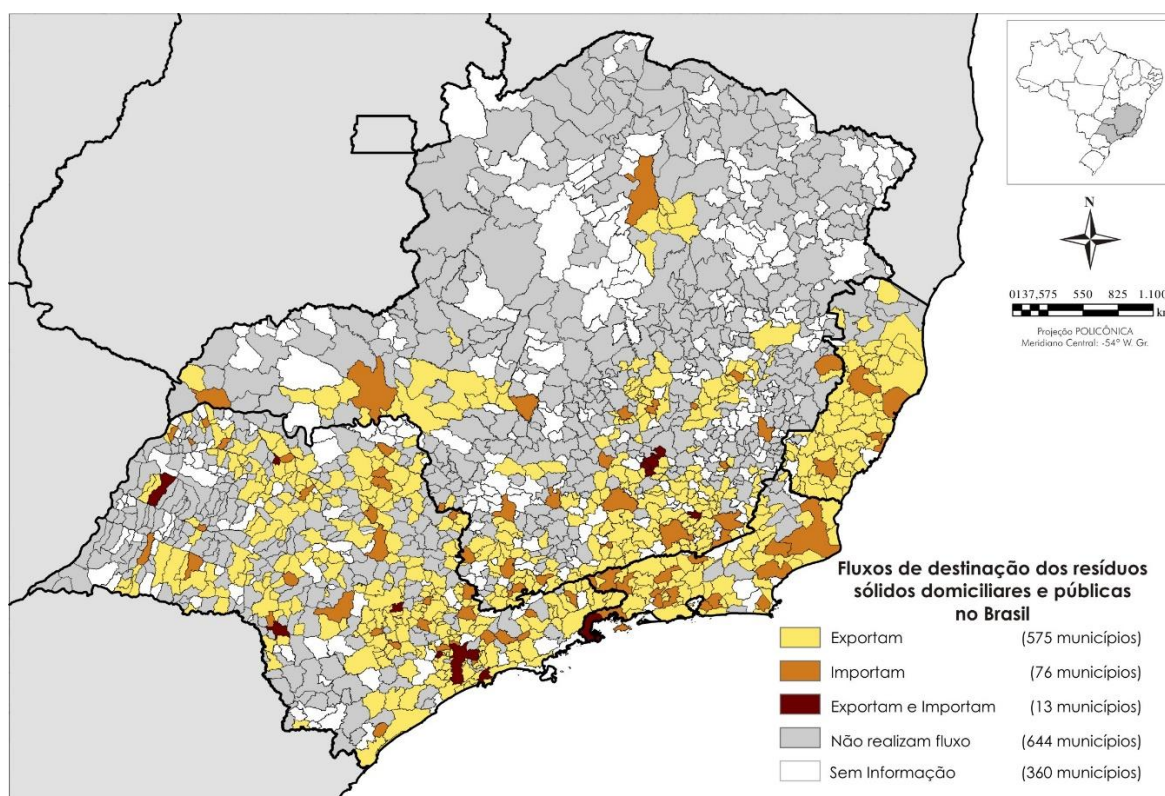 N
0137,575 550 825 1.100
km
Projeção POLICÔNICA
Meridiano Central: -54° W. Gr.
Fluxos de destinação dos resíduos
sólidos domiciliares e públicas
no Brasil
Exportam (575 municípios)
Importam (76 municípios)
Exportam e Importam (13 municípios)
Não realizam fluxo (644 municípios)
Sem Informação (360 municípios)